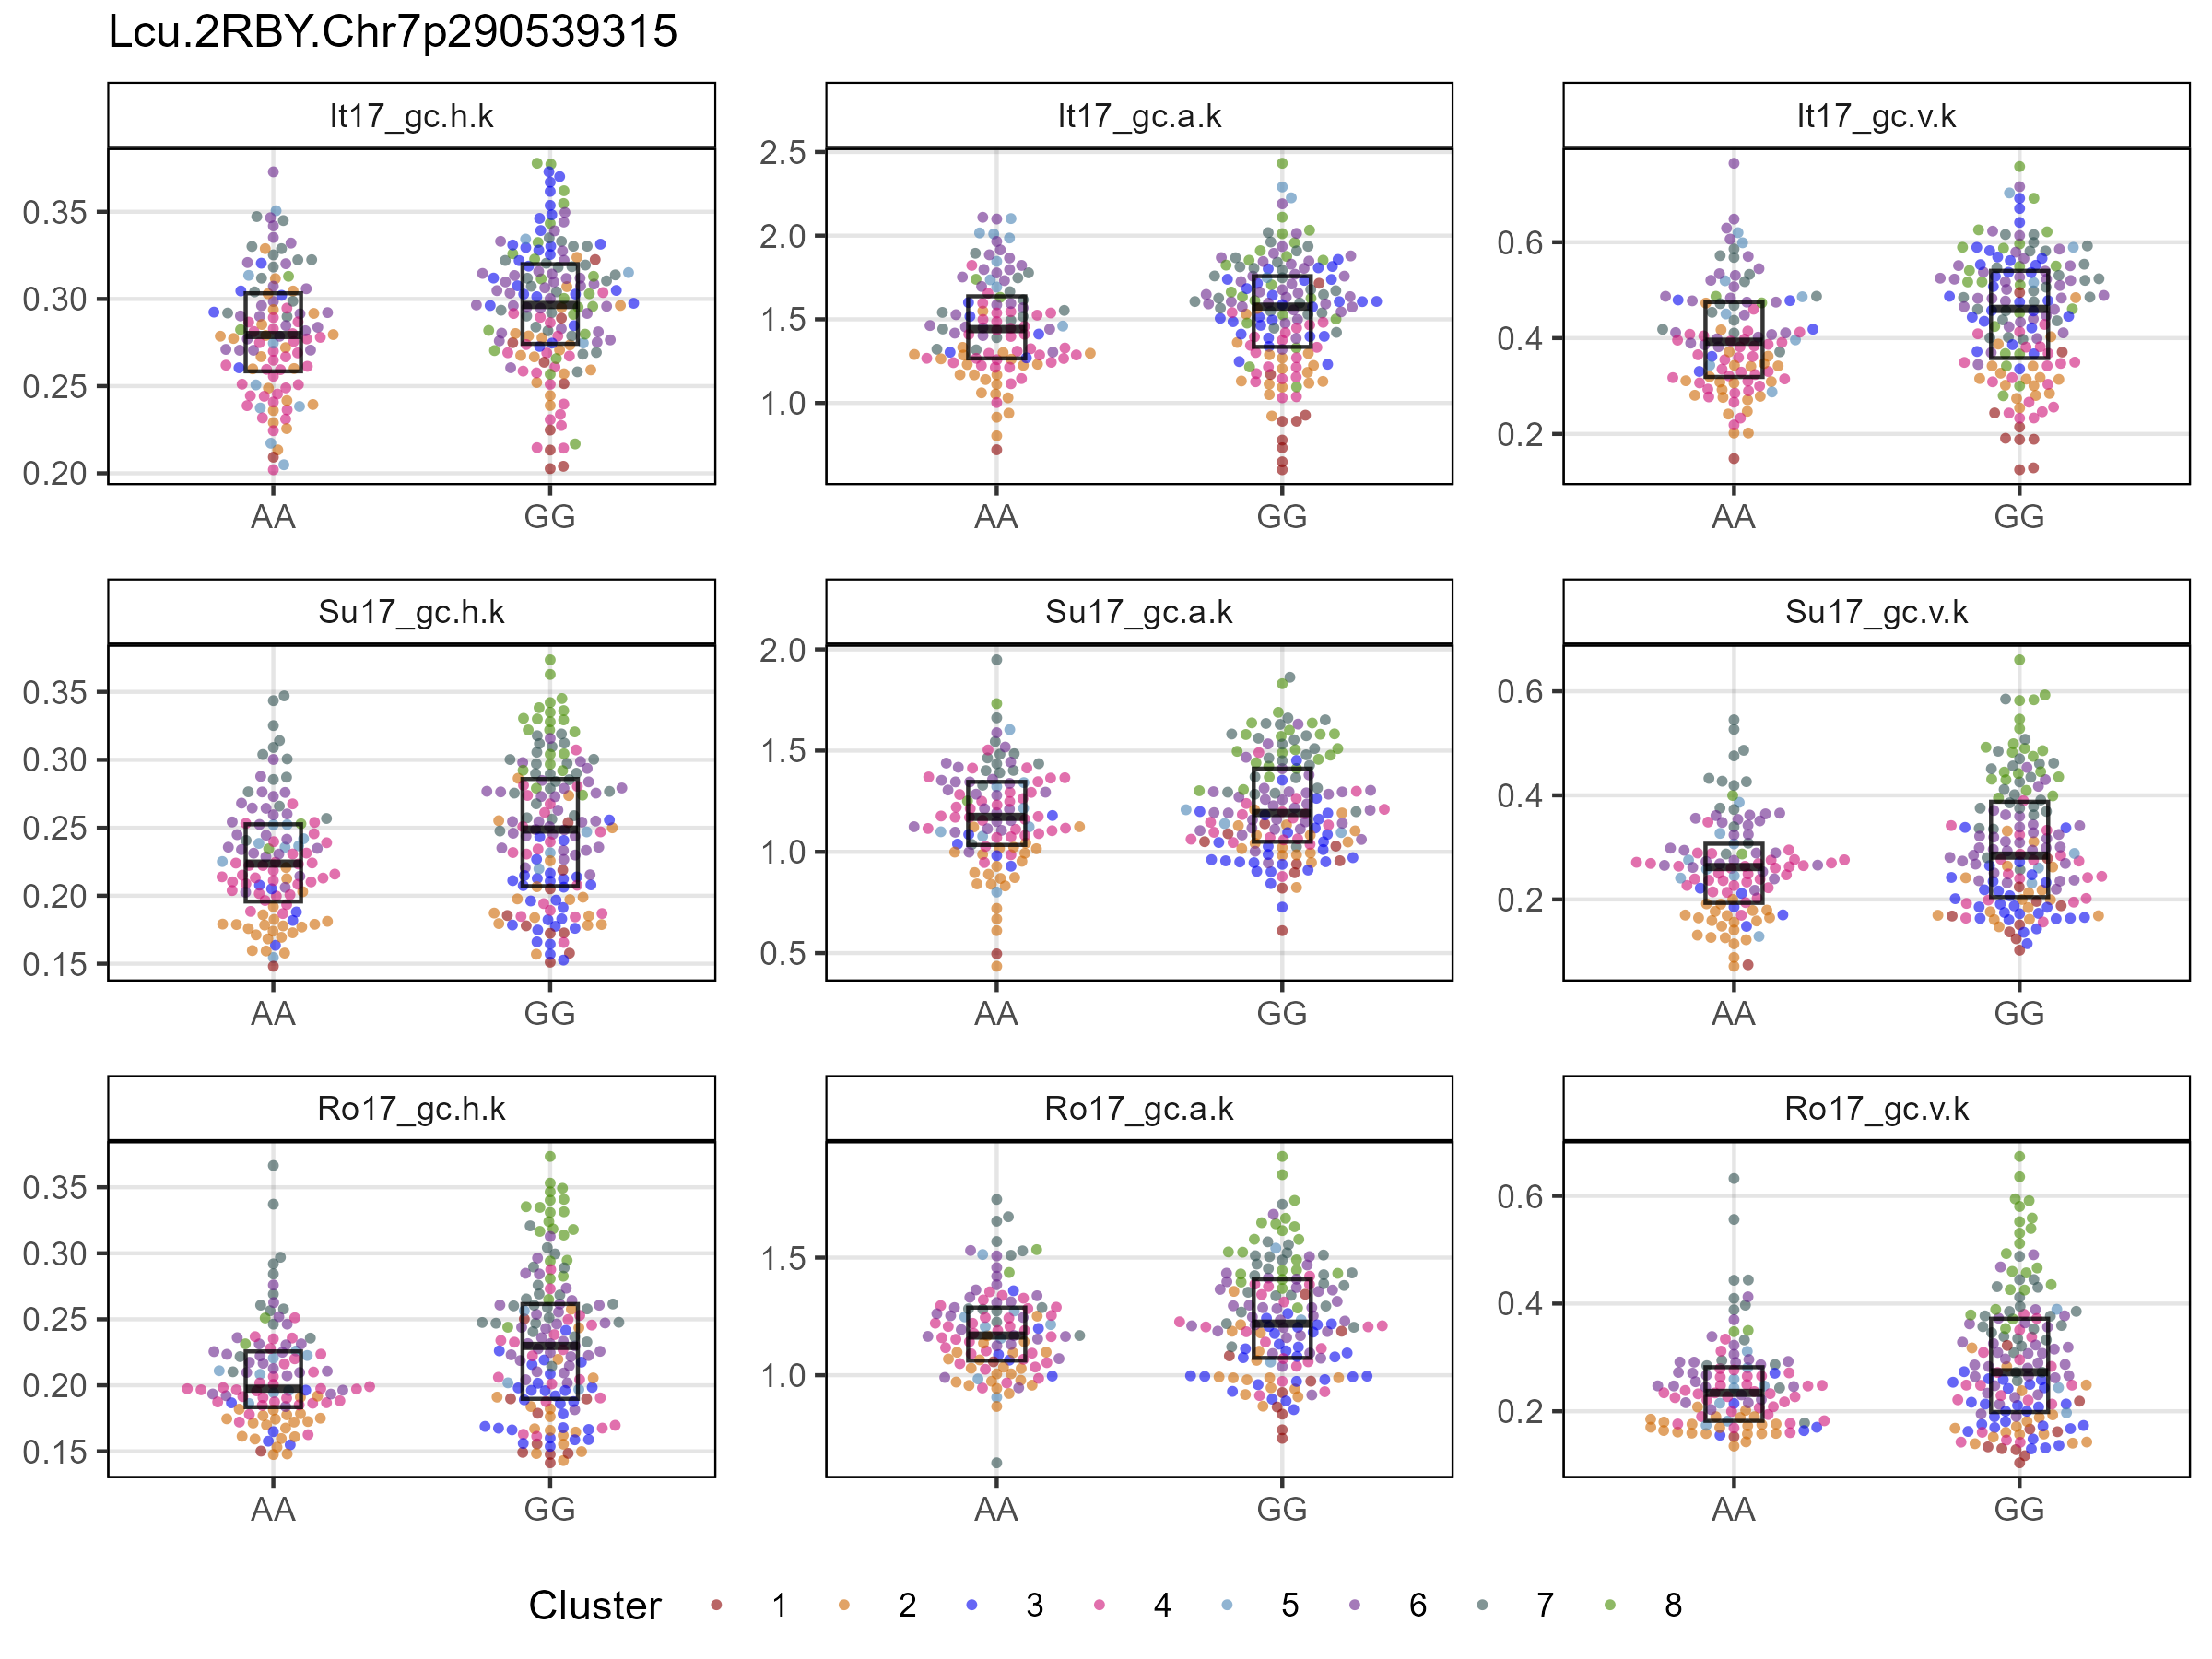 Lcu.2RBY.Chr7p290539315
It17_gc.h.k
It17_gc.a.k
It17_gc.v.k
0.35
0.30
0.25
0.20
AA
GG
2.5
2.0
1.5
1.0
AA
GG
0.6
0.4
0.2
AA
GG
Su17_gc.h.k
Su17_gc.a.k
Su17_gc.v.k
0.35
0.30
0.25
0.20
0.15
AA
GG
2.0
1.5
1.0
0.5
AA
GG
0.6
0.4
0.2
AA
GG
Ro17_gc.h.k
Ro17_gc.a.k
Ro17_gc.v.k
0.35
0.30
0.25
0.20
0.15
AA
GG
1.5
1.0
AA
GG
0.6
0.4
0.2
AA
GG
Cluster 1 2 3 4 5 6 7 8